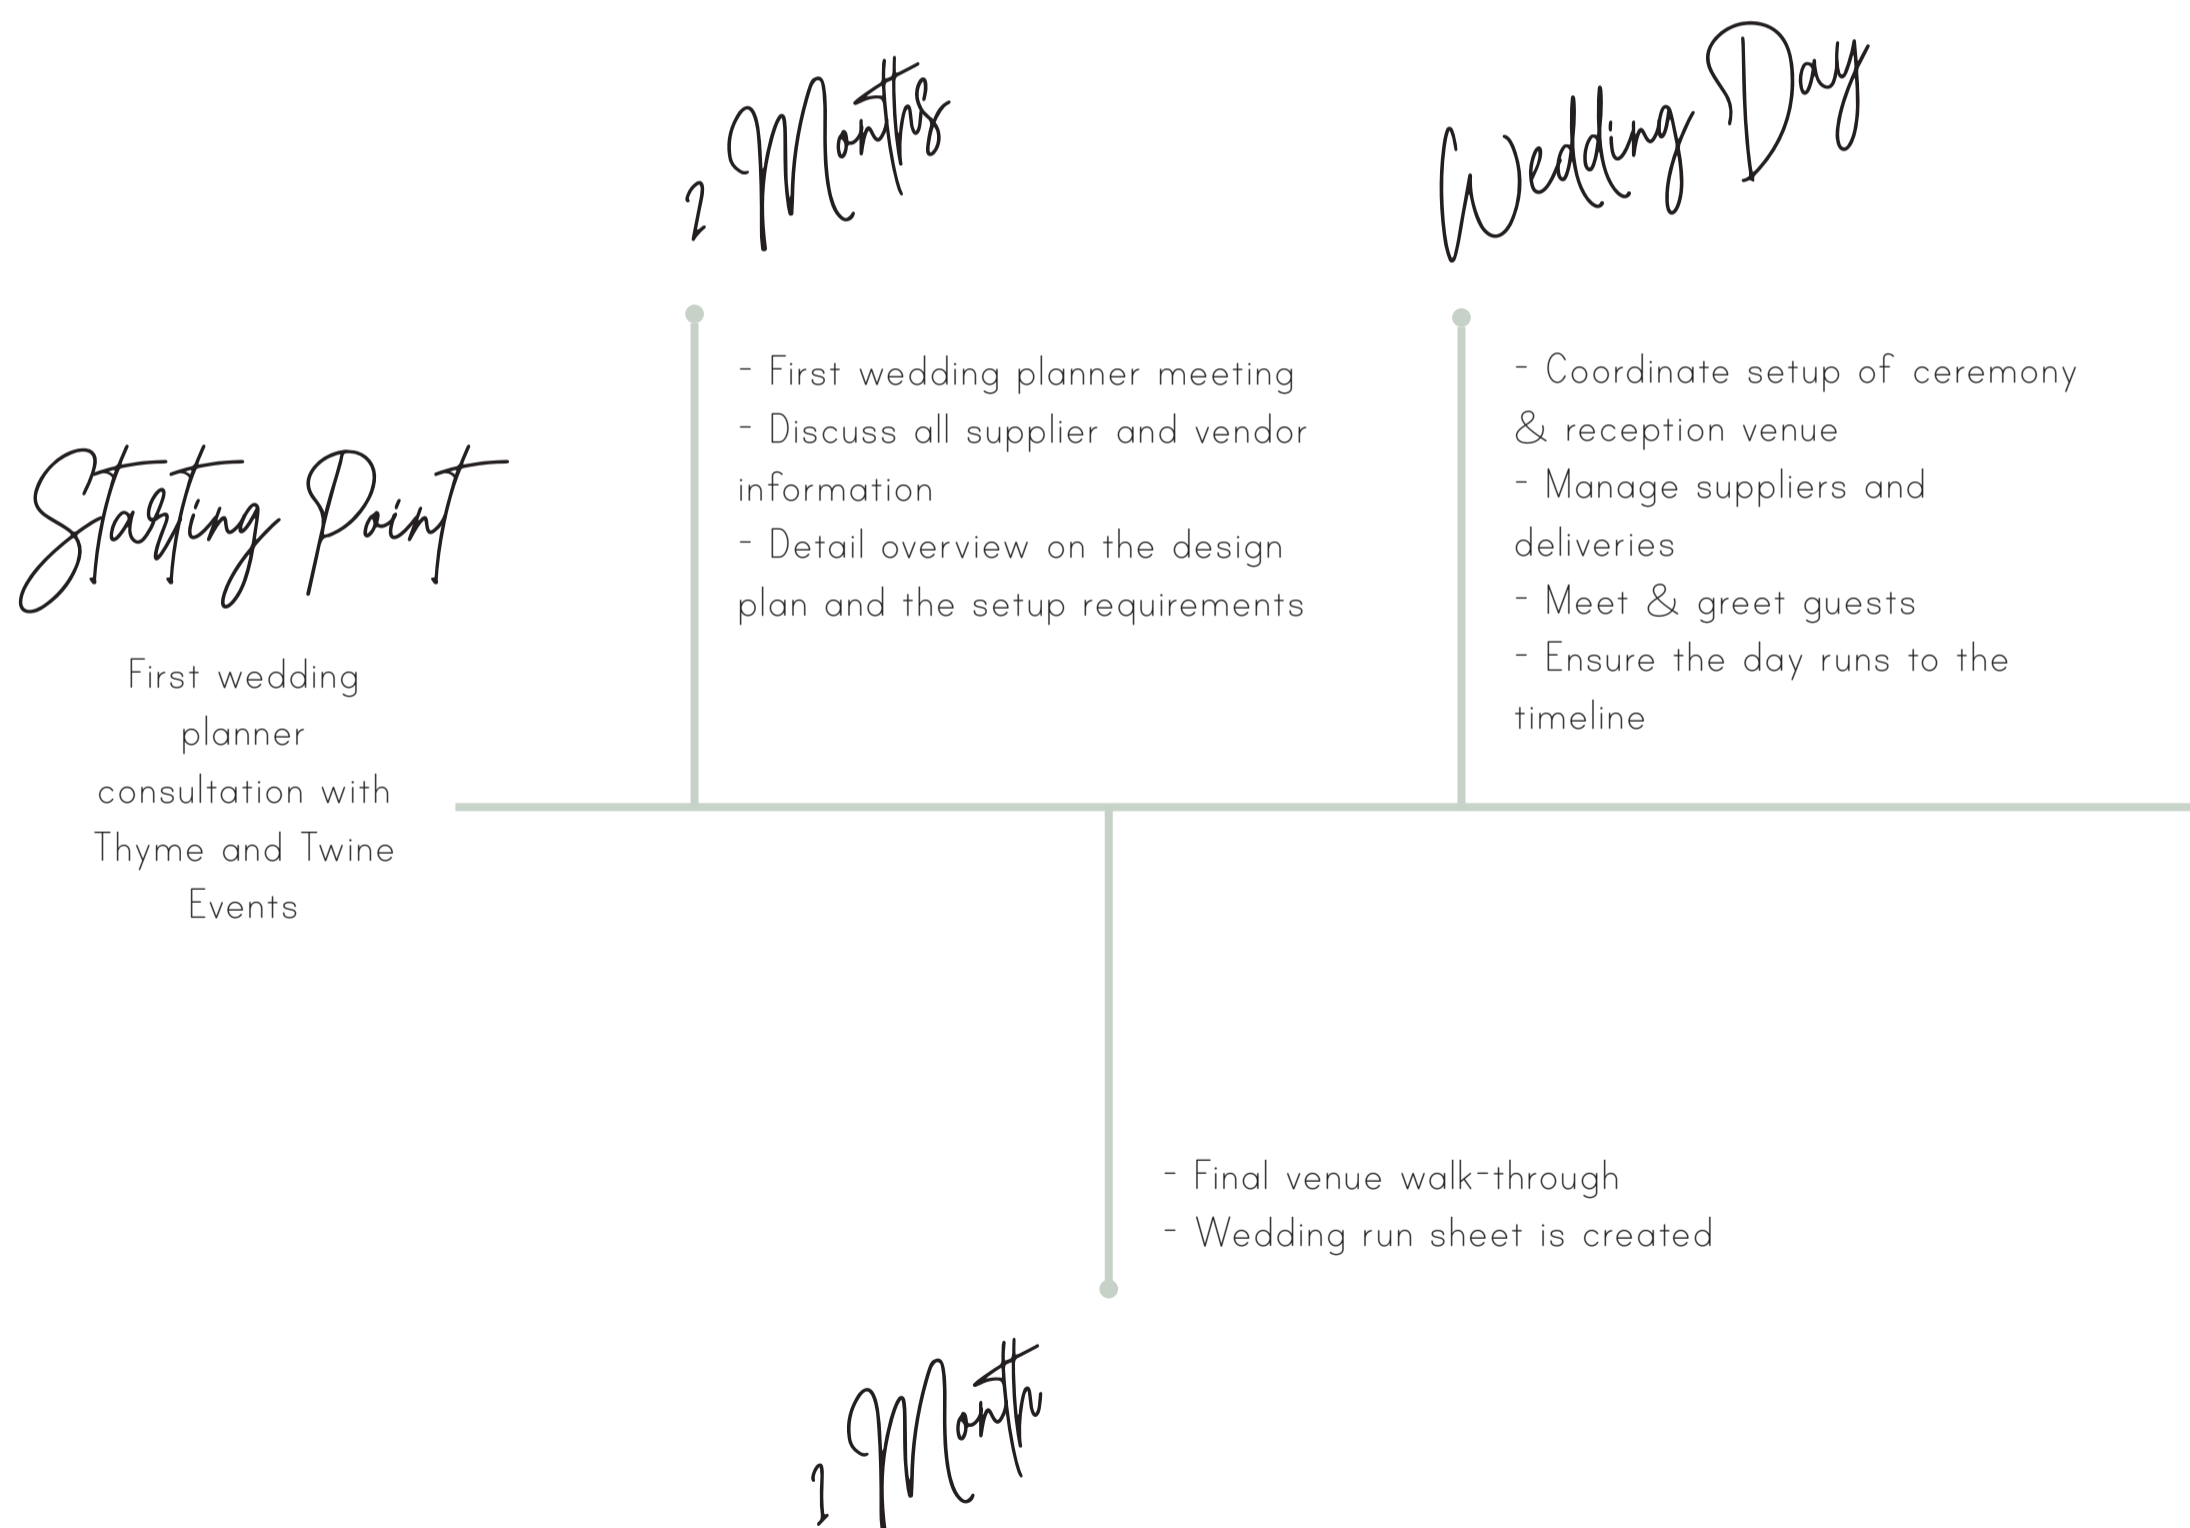 Starting Point
First wedding
planner
consultation with
Thyme and Twine
Events
2 Months
- First wedding planner meeting
- Discuss all supplier and vendor
information
- Detail overview on the design
plan and the setup requirements
1 Month
- Final venue walk-through
- Wedding run sheet is created
Wedding Day
- Coordinate setup of ceremony
& reception venue
- Manage suppliers and
deliveries
- Meet & greet guests
- Ensure the day runs to the
timeline